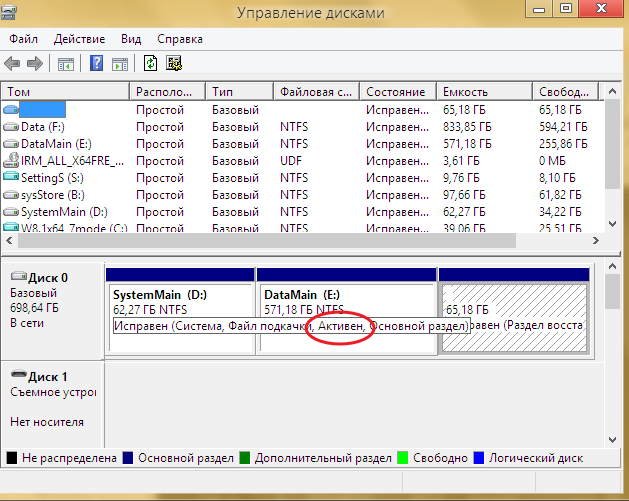 Управление дисками
Файл Действие Вид Справка
Том Располо... Тип Файловая с... Состояние Емкость Свобод...
Простой Базовый Исправен... 65,18 ГБ 65,18 ГБ
Data (F:) Простой Базовый NTFS Исправен... 833,85 ГБ 594,21 ГБ
DataMain (E:) Простой Базовый NTFS Исправен... 571,18 ГБ 255,86 ГБ
IRM_ALL_X64FRE_... Простой Базовый UDF Исправен... 3,61 ГБ 0 МБ
SettingS (S:) Простой Базовый NTFS Исправен... 9,76 ГБ 8,10 ГБ
sysStore (B:) Простой Базовый NTFS Исправен... 97,66 ГБ 61,82 ГБ
SystemMain (D:) Простой Базовый NTFS Исправен... 62,27 ГБ 34,22 ГБ
W8.1x64_7mode (C:) Простой Базовый NTFS Исправен... 39,06 ГБ 25,51 ГБ
Диск 0
Базовый
698,64 ГБ
В сети
SystemMain (D:)
62,27 ГБ NTFS
DataMain (E:)
571,18 ГБ NTFS
65,18 ГБ
Исправен (Система, Файл подкачки, Активен, Основной раздел)
равен (Раздел восста
Диск 1
Съемное устро
Нет носителя
Не распределена Основной раздел Дополнительный раздел Свободно Логический диск